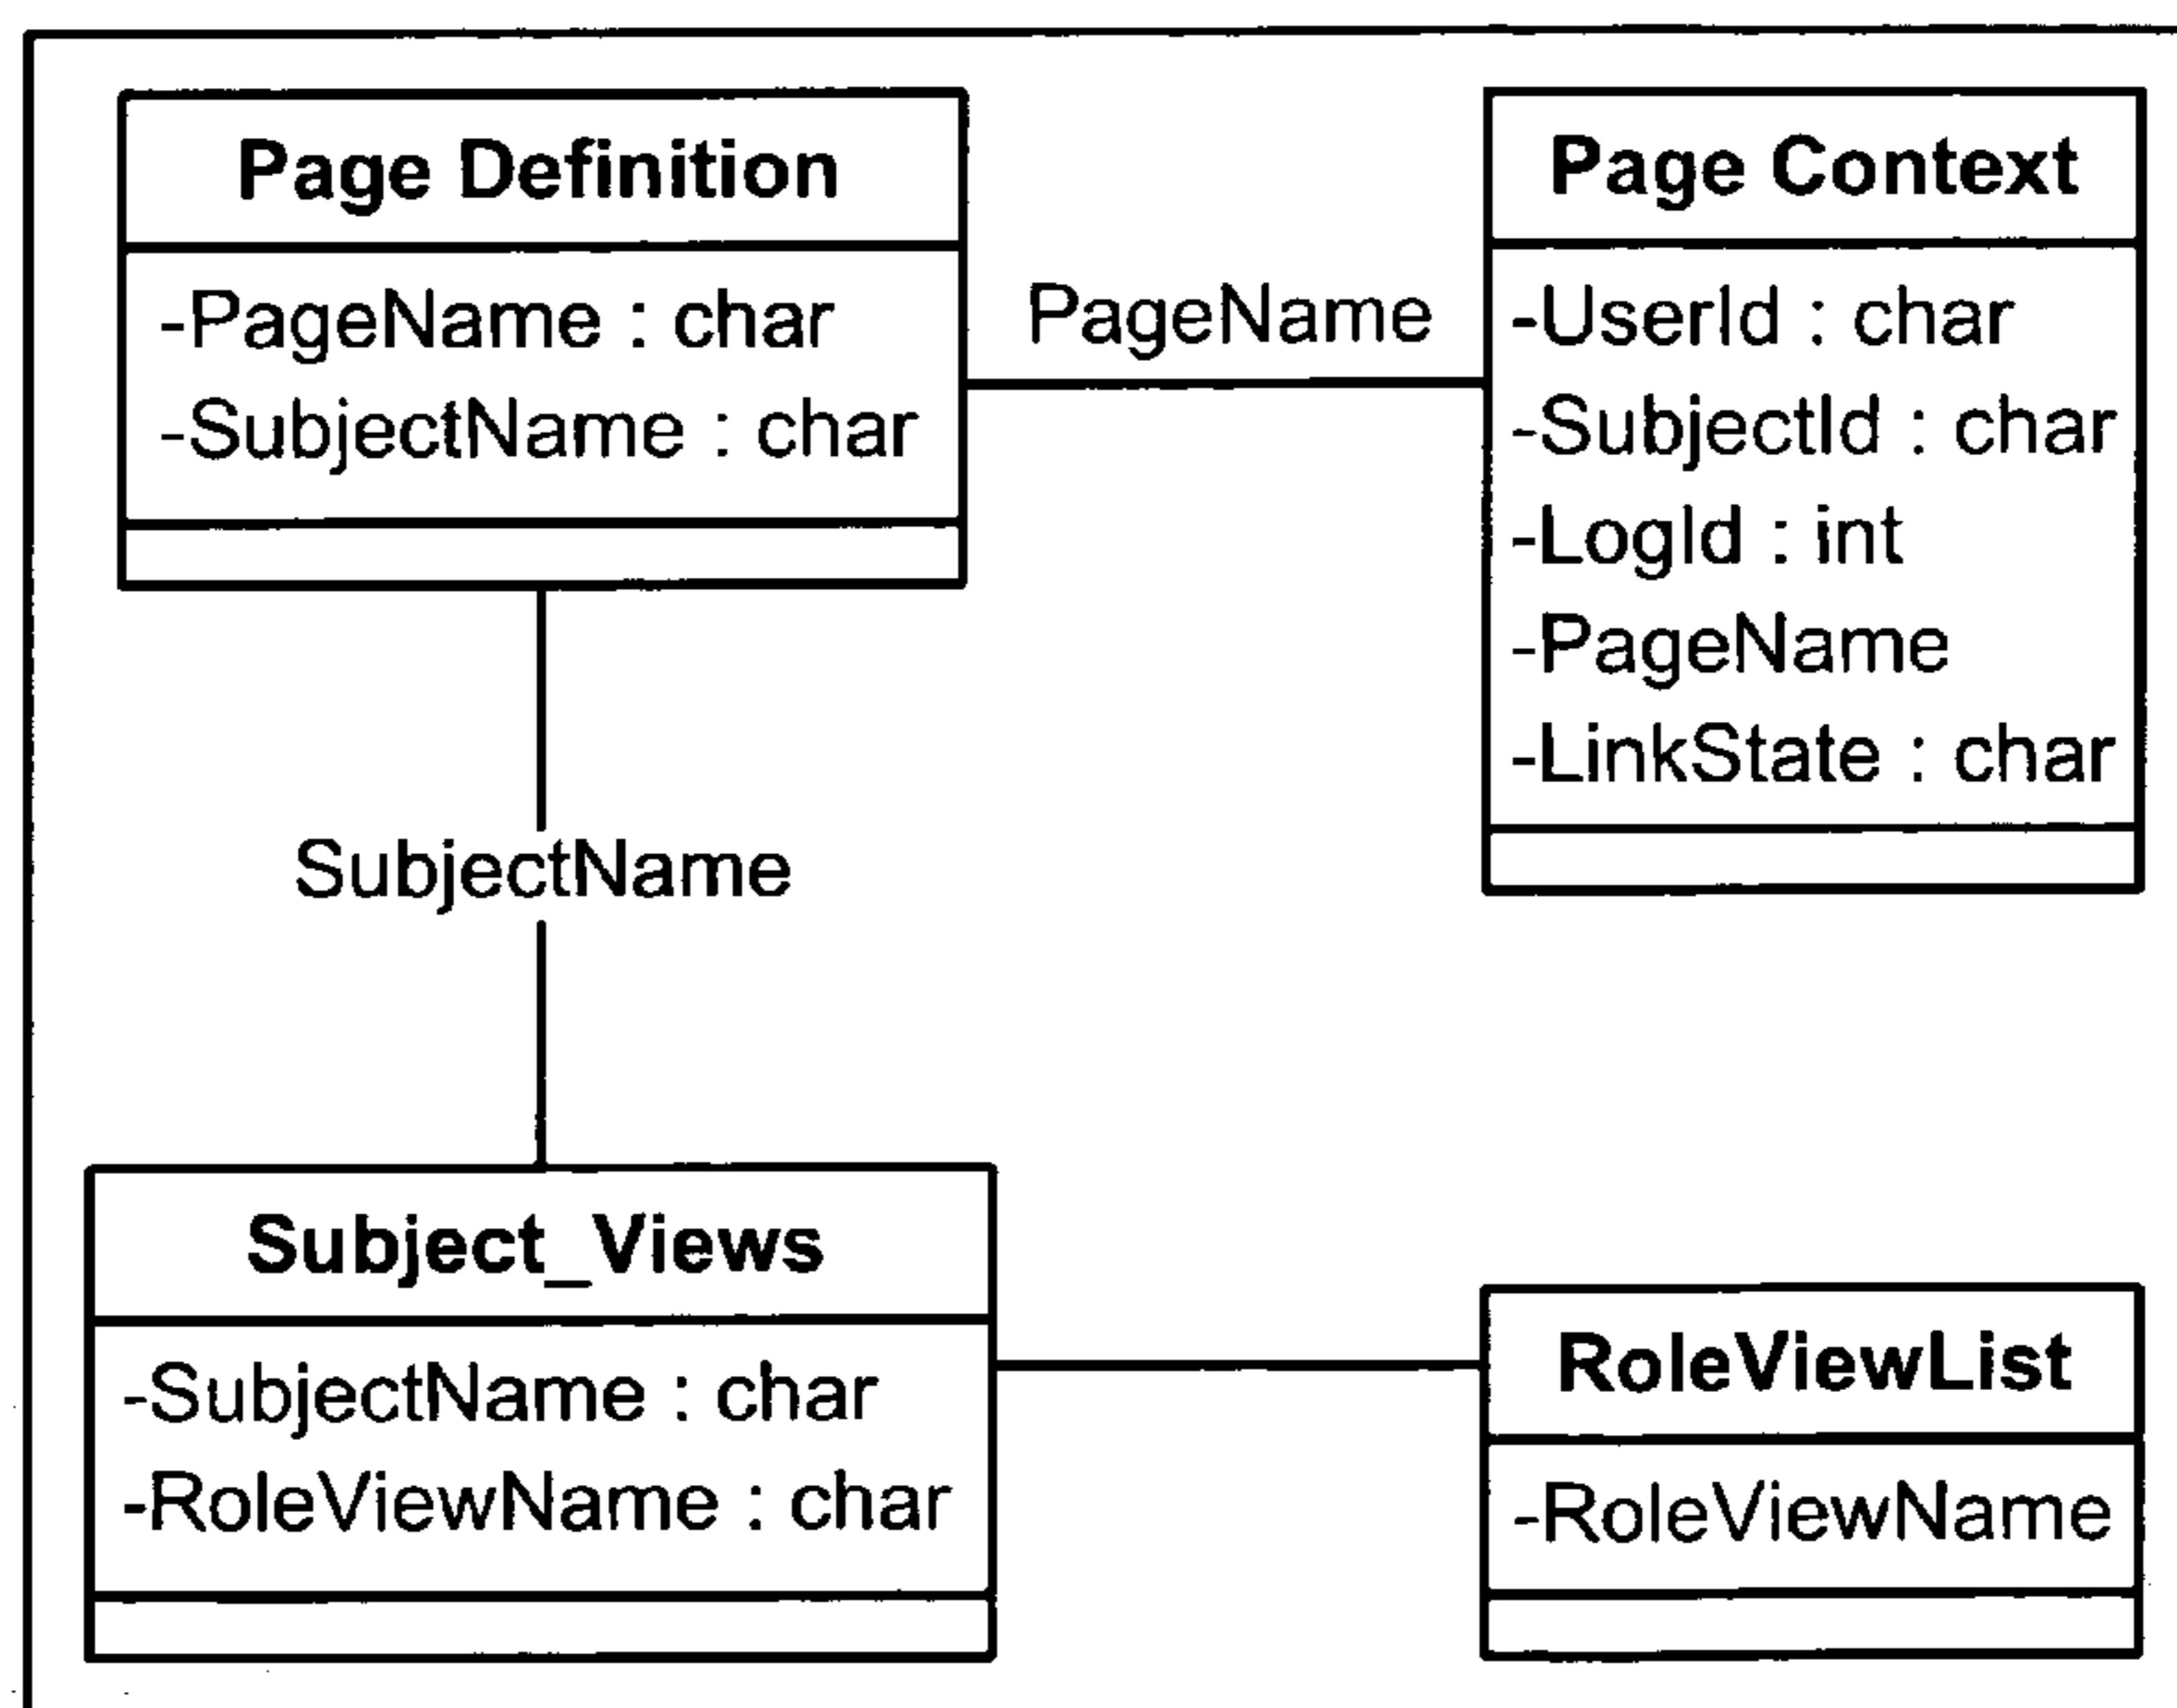 Page Definition
-PageName : char
-SubjectName : char
PageName
Page Context
-UserId : char
-SubjectId : char
-LogId : int
-PageName
-LinkState : char
SubjectName
Subject_Views
-SubjectName : char
-RoleViewName : char
RoleViewList
-RoleViewName